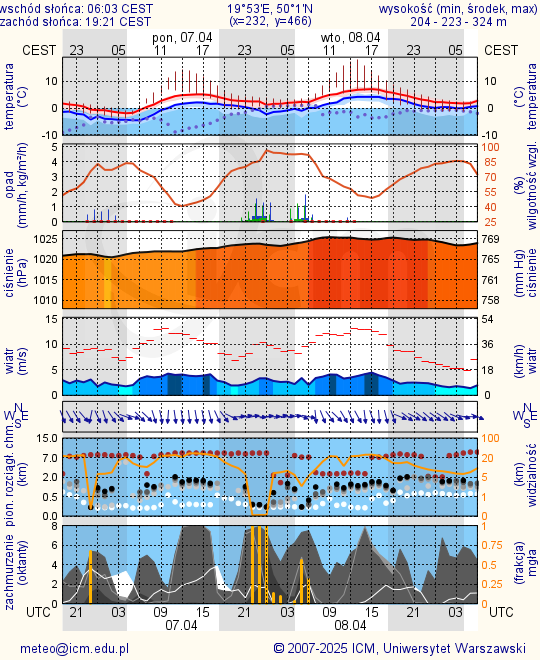 wschód słońca: 06:03 CEST 19°53'E, 50°1'N wysokość (min, środek, max)
zachód słońca: 19:21 CEST (x=232, y=466) 204 - 223 - 324 m
pon, 07.04 wto, 08.04
CEST 23 05 11 17 23 05 11 17 23 05 CEST
temperatura (°C) 10 0 -10 10 0 -10 (°C) temperatura
opad (mm/h, kg/m²/h) 5 4 3 2 1 0 100 85 70 55 40 25 (%) wilgotność wzgl.
ciśnienie (hPa) 1025 1020 1015 1010 769 765 761 758 (mm Hg) ciśnienie
wiatr (m/s) 15 10 5 0 54 36 18 0 (km/h) wiatr
N W E S N W E S
pion. rozciągł. chm. (km) 15.0 7.0 2.0 0.5 0.0 100 20 5 1 0 (km) widzialność
zachmurzenie (oktanty) 8 6 4 2 0 1 0.75 0.5 0.25 0 (frakcja) mgła
UTC 21 03 09 15 21 03 09 15 21 03 UTC
07.04 08.04
meteo@icm.edu.pl © 2007-2025 ICM, Uniwersytet Warszawski